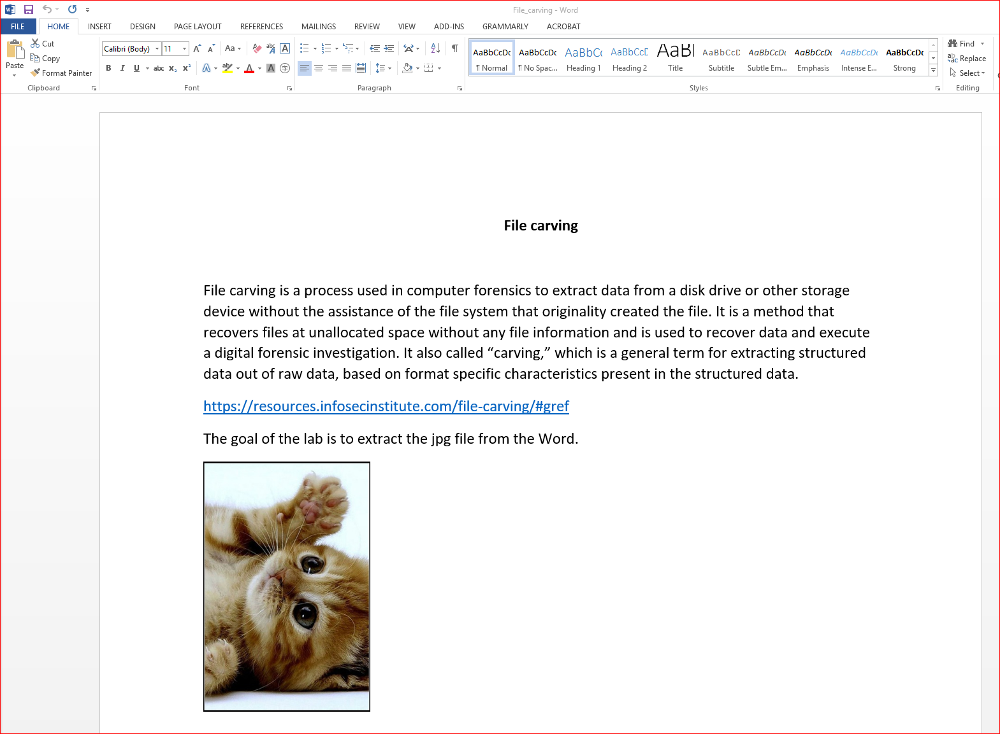 File_carving - Word
FILE HOME INSERT DESIGN PAGE LAYOUT REFERENCES MAILINGS REVIEW VIEW ADD-INS GRAMMARLY ACROBAT
Paste
Cut
Copy
Format Painter
Clipboard
Calibri (Body) 11
Font
Paragraph
AaBbCcDc AaBbCcDc AaBbCc AaBbCcD AaBl AaBbCcD AaBbCcDc AaBbCcDc AaBbCcDc AaBbCcDc
¶ Normal ¶ No Spac... Heading 1 Heading 2 Title Subtitle Subtle Em... Emphasis Intense E... Strong
Styles
Find
Replace
Select
Editing
File carving
File carving is a process used in computer forensics to extract data from a disk drive or other storage
device without the assistance of the file system that originality created the file. It is a method that
recovers files at unallocated space without any file information and is used to recover data and execute
a digital forensic investigation. It also called “carving,” which is a general term for extracting structured
data out of raw data, based on format specific characteristics present in the structured data.
https://resources.infosecinstitute.com/file-carving/#gref
The goal of the lab is to extract the jpg file from the Word.